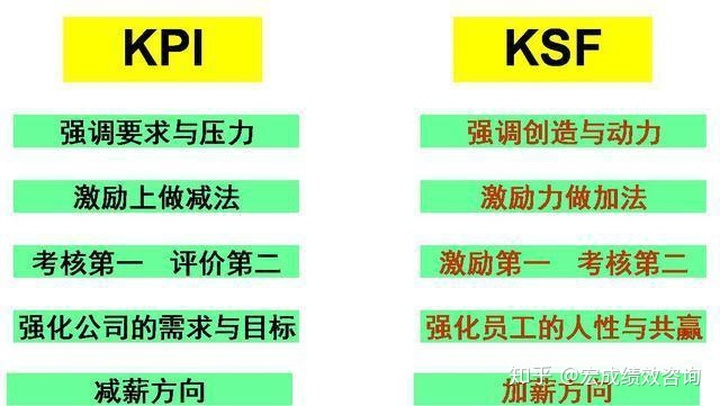 KPI KSF
强调要求与压力 强调创造与动力
激励上做减法 激励力做加法
考核第一 评价第二 激励第一 考核第二
强化公司的需求与目标 强化员工的人性与共赢
减薪方向 加薪方向
知乎 @宏成绩效咨询